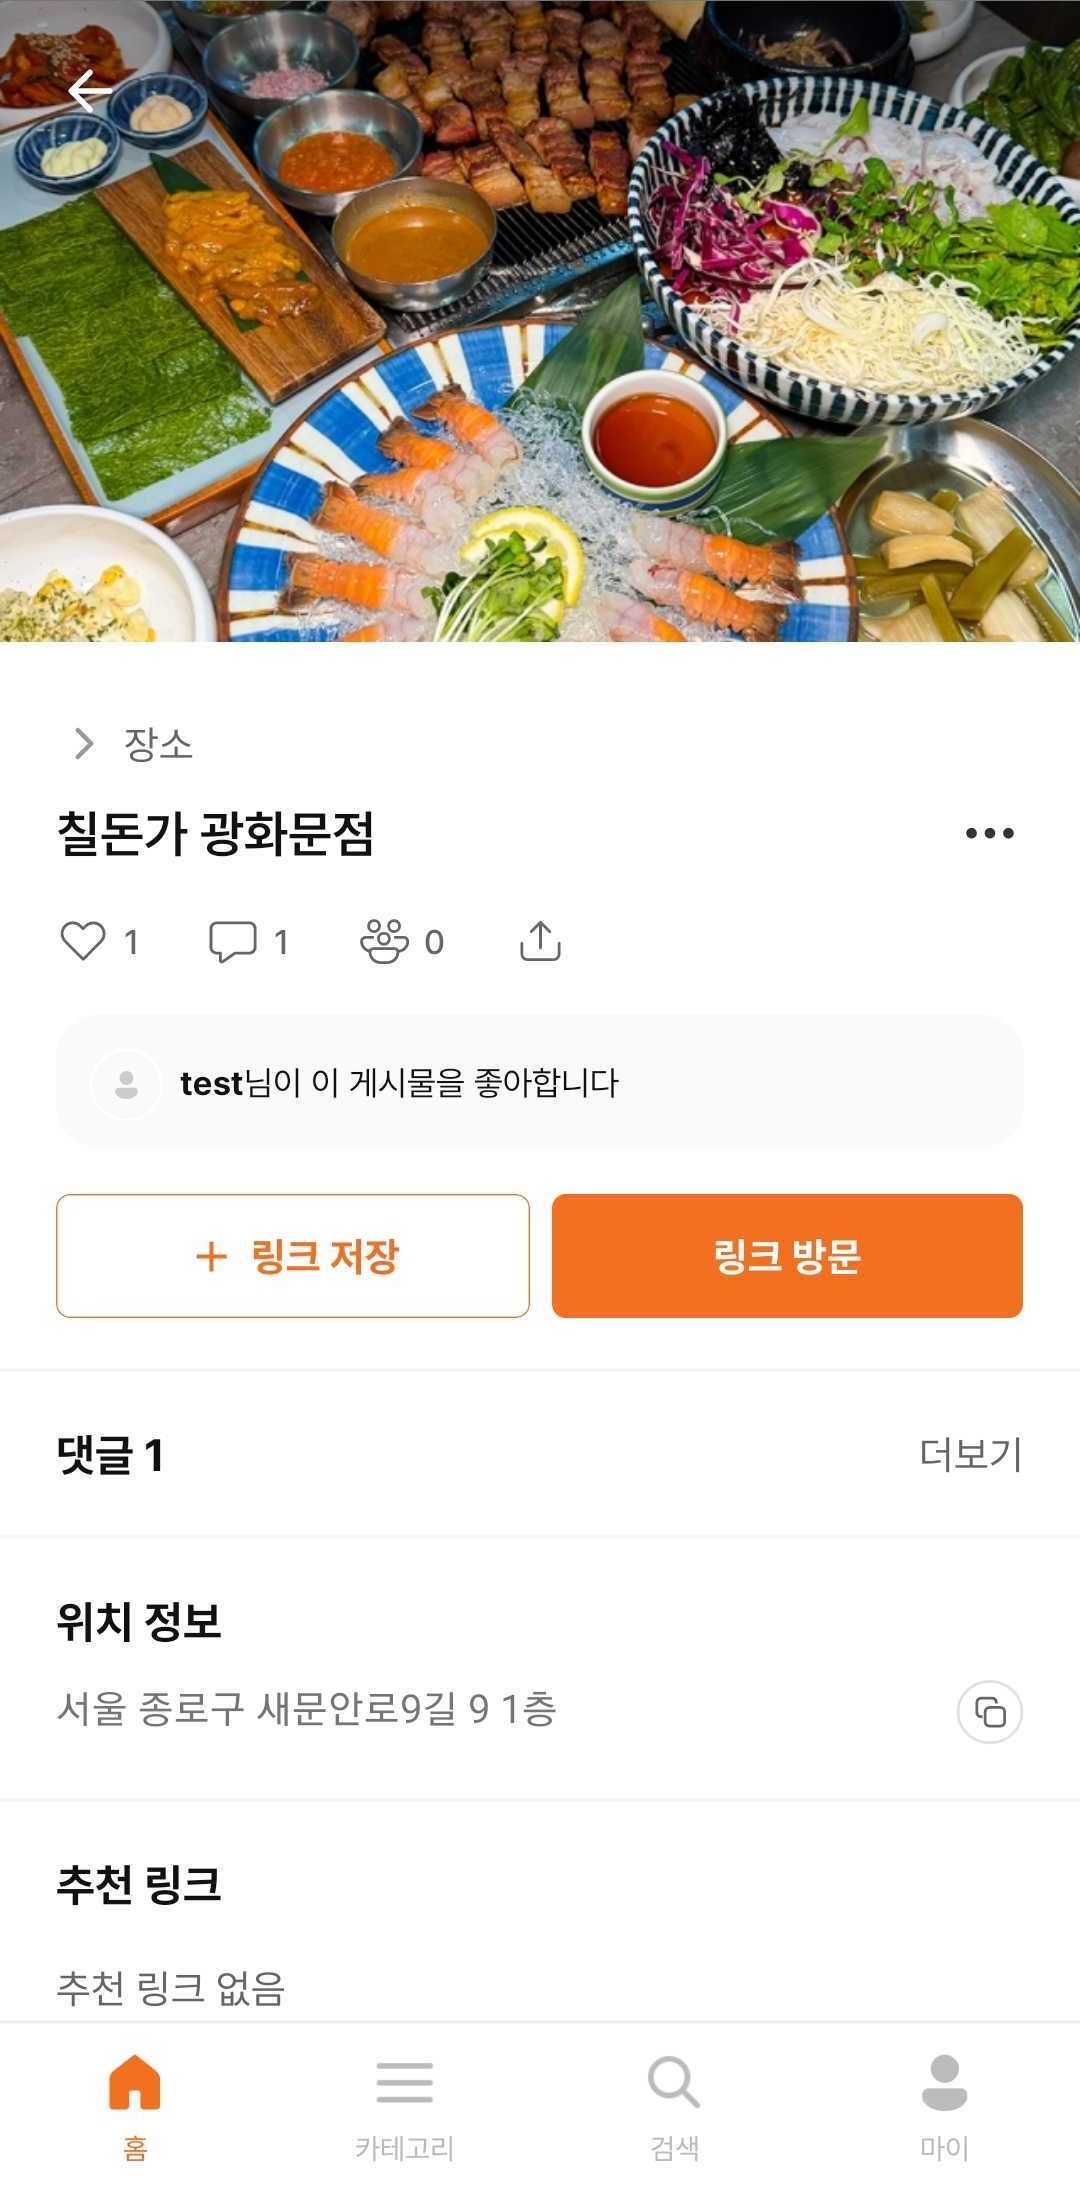 장소
칠돈가 광화문점
1 1 0
test님이 이 게시물을 좋아합니다
+ 링크 저장 링크 방문
댓글 1 더보기
위치 정보
서울 종로구 새문안로9길 9 1층
추천 링크
추천 링크 없음
홈 카테고리 검색 마이